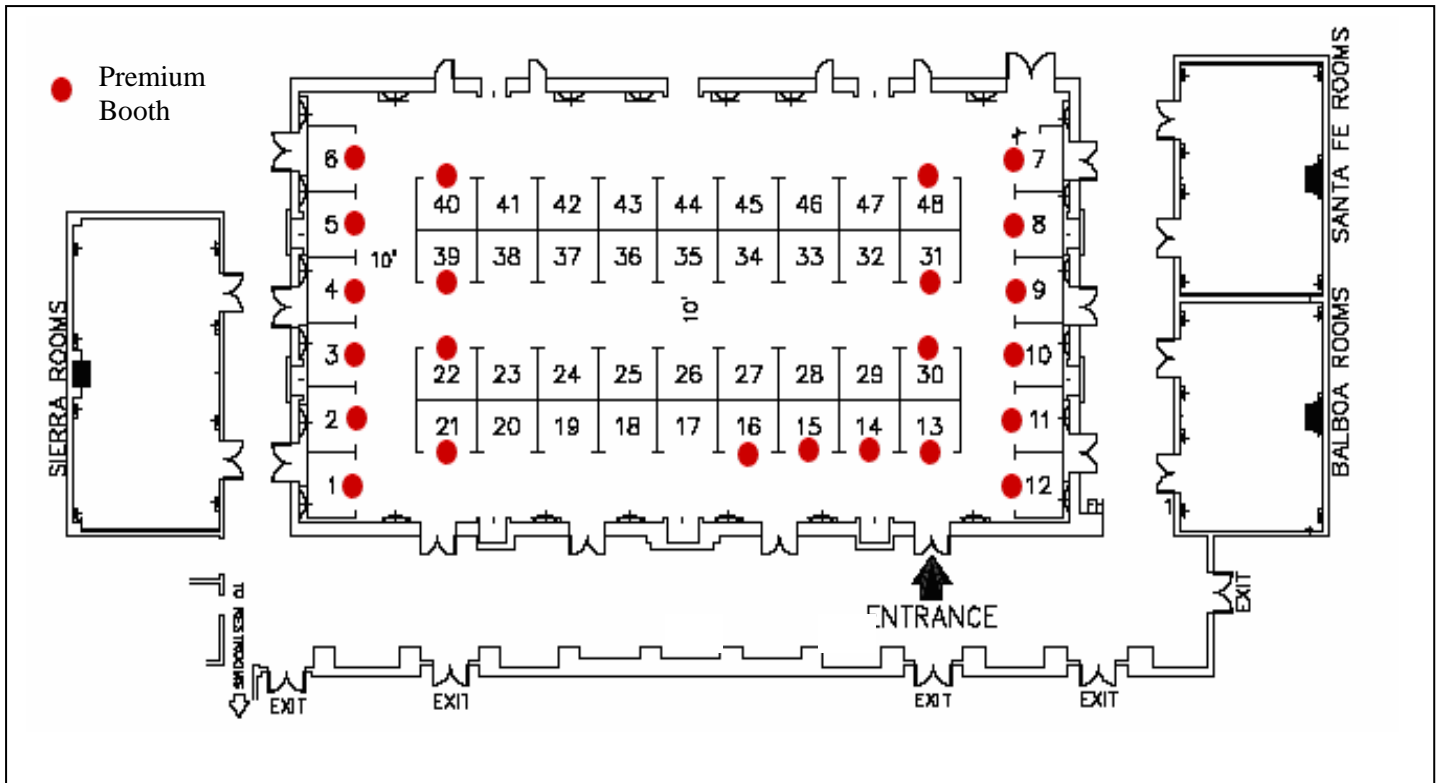 Premium
Booth
SANTA FE ROOMS
6
7
40 41 42 43 44 45 46 47 48
5
8
39 38 37 36 35 34 33 32 31
10'
4
9
10'
BALBOA ROOMS
SIERRA ROOMS
3
10
22 23 24 25 26 27 28 29 30
2
11
21 20 19 18 17 16 15 14 13
1
12
ENTRANCE
EXIT
TO RESTROOMS
EXIT
EXIT
EXIT
EXIT